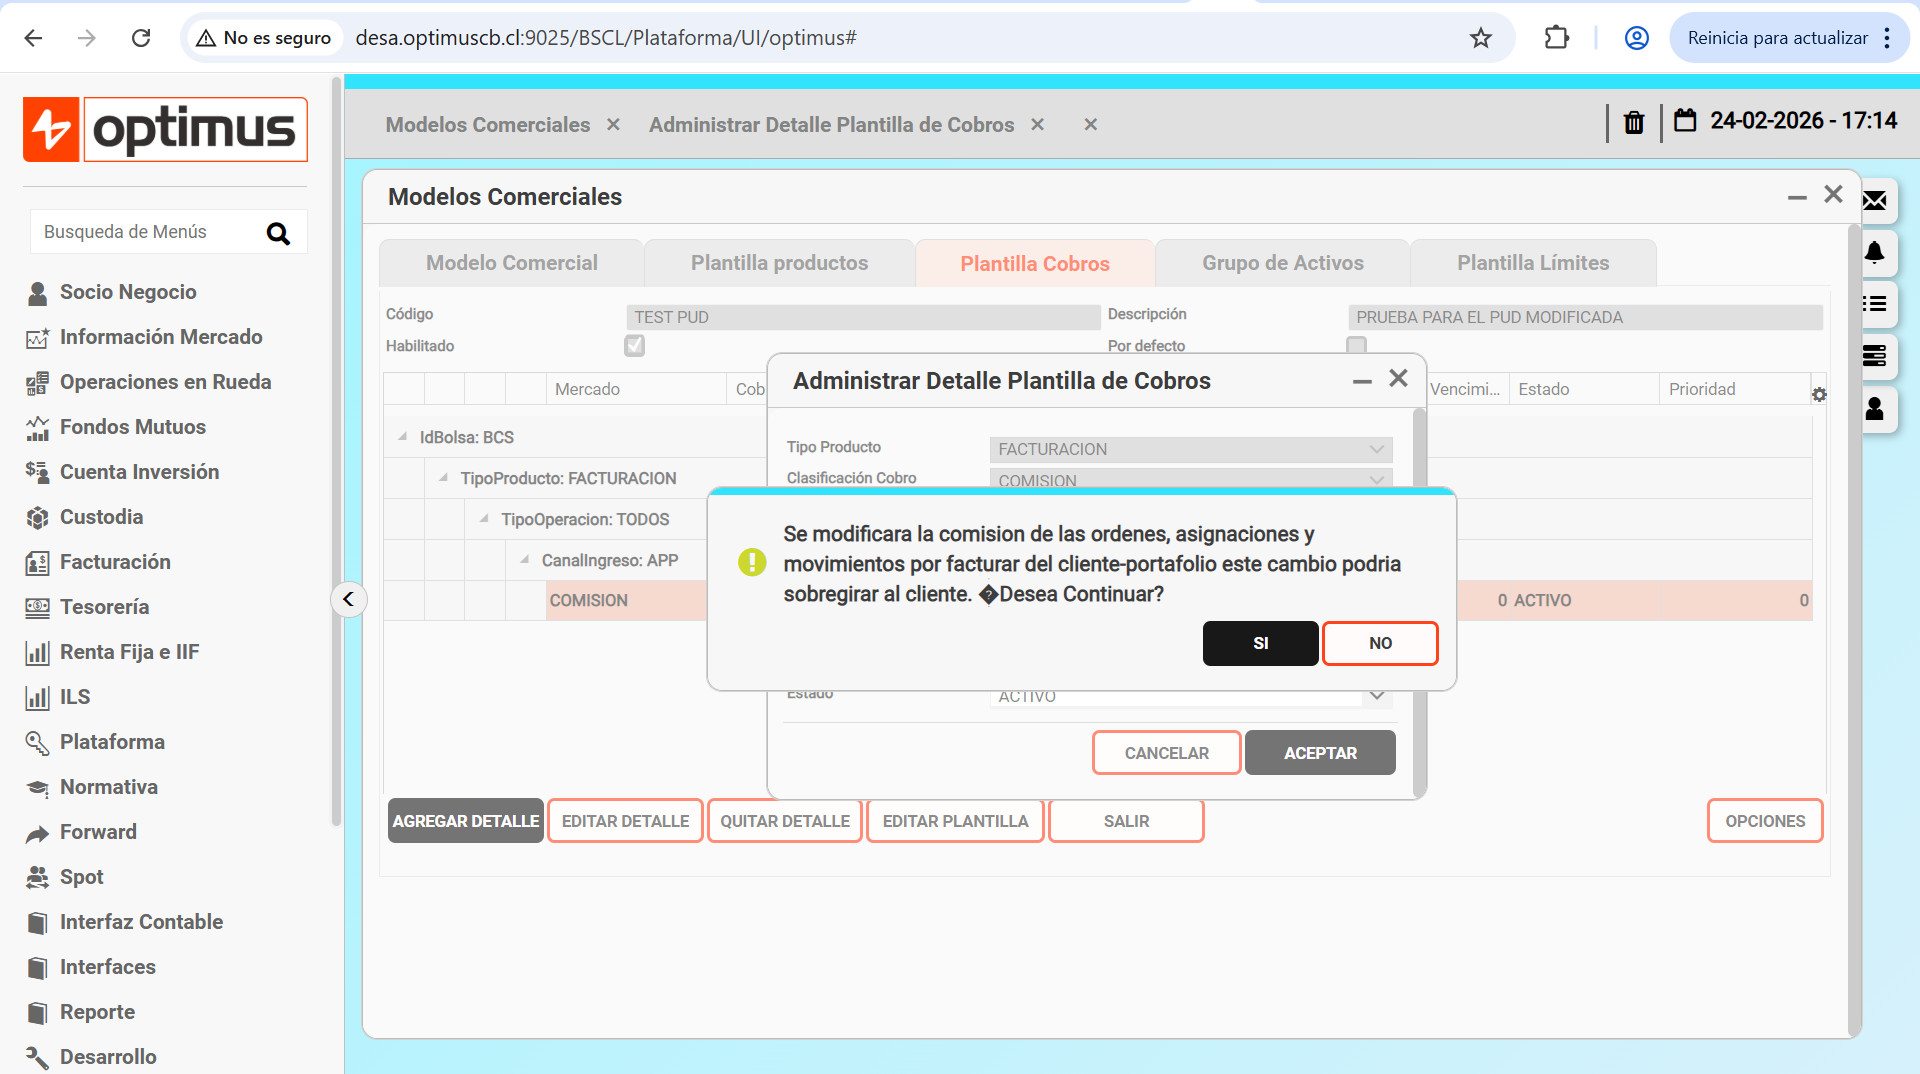 No es seguro
desa.optimuscb.cl:9025/BSCL/Plataforma/UI/optimus#
Reinicia para actualizar
optimus
Modelos Comerciales
Administrar Detalle Plantilla de Cobros
24-02-2026 - 17:14
Busqueda de Menús
Socio Negocio
Información Mercado
Operaciones en Rueda
Fondos Mutuos
Cuenta Inversión
Custodia
Facturación
Tesorería
Renta Fija e IIF
ILS
Plataforma
Normativa
Forward
Spot
Interfaz Contable
Interfaces
Reporte
Desarrollo
Modelos Comerciales
Modelo Comercial
Plantilla productos
Plantilla Cobros
Grupo de Activos
Plantilla Límites
Código
TEST PUD
Descripción
PRUEBA PARA EL PUD MODIFICADA
Habilitado
Por defecto
Mercado
Cob
Vencimi...
Estado
Prioridad
IdBolsa: BCS
TipoProducto: FACTURACION
TipoOperacion: TODOS
CanalIngreso: APP
COMISION
0 ACTIVO
0
Administrar Detalle Plantilla de Cobros
Tipo Producto
FACTURACION
Clasificación Cobro
COMISION
Se modificara la comision de las ordenes, asignaciones y
movimientos por facturar del cliente-portafolio este cambio podria
sobregirar al cliente. �Desea Continuar?
SI
NO
Estado
ACTIVO
CANCELAR
ACEPTAR
AGREGAR DETALLE
EDITAR DETALLE
QUITAR DETALLE
EDITAR PLANTILLA
SALIR
OPCIONES